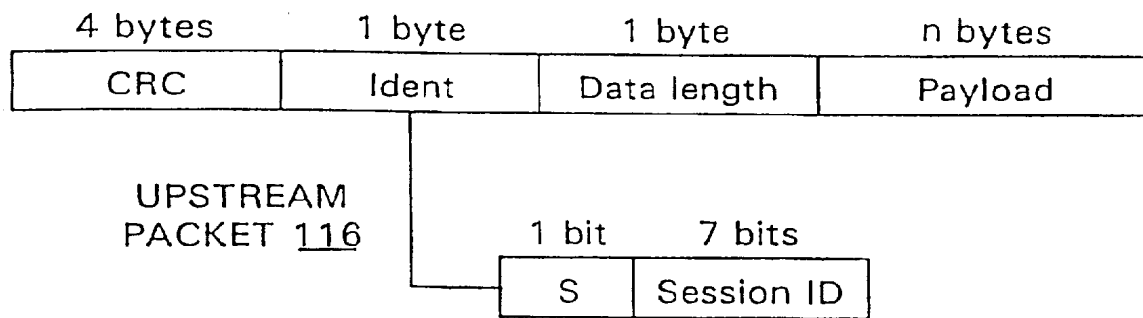 4 bytes 1 byte 1 byte n bytes
CRC Ident Data length Payload
UPSTREAM
PACKET 116
1 bit 7 bits
S Session ID